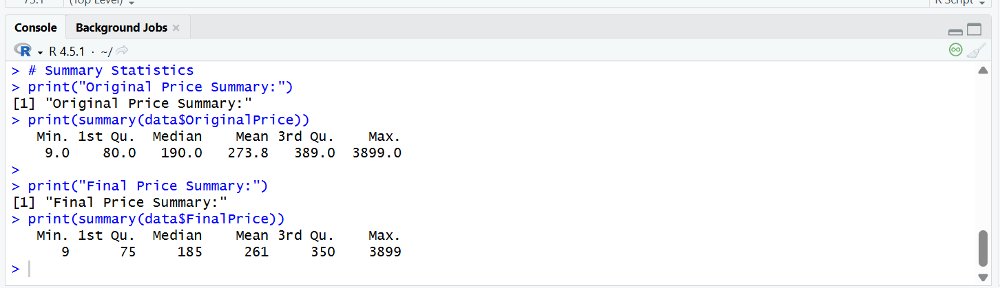 73:1 (Top Level) R Script
Console Background Jobs
R 4.5.1 · ~/
> # Summary Statistics
> print("Original Price Summary:")
[1] "Original Price Summary:"
> print(summary(data$OriginalPrice))
   Min. 1st Qu.  Median    Mean 3rd Qu.    Max.
    9.0    80.0   190.0   273.8   389.0  3899.0
>
> print("Final Price Summary:")
[1] "Final Price Summary:"
> print(summary(data$FinalPrice))
   Min. 1st Qu.  Median    Mean 3rd Qu.    Max.
      9      75     185     261     350    3899
>